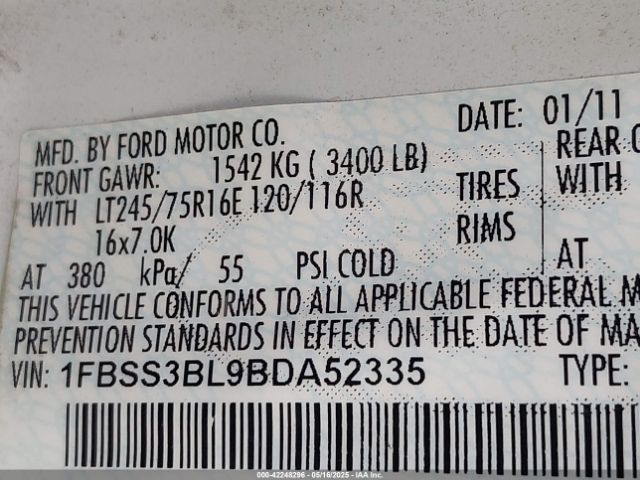 MFD. BY FORD MOTOR CO. DATE: 01/11
FRONT GAWR: 1542 KG ( 3400 LB) REAR
WITH LT245/75R16E 120/116R TIRES WITH
16x7.0K RIMS
AT 380 kPa/ 55 PSI COLD AT
THIS VEHICLE CONFORMS TO ALL APPLICABLE FEDERAL M
PREVENTION STANDARDS IN EFFECT ON THE DATE OF MA
VIN: 1FBSS3BL9BDA52335 TYPE:
000-42248296 - 05/16/2025 - IAA Inc.